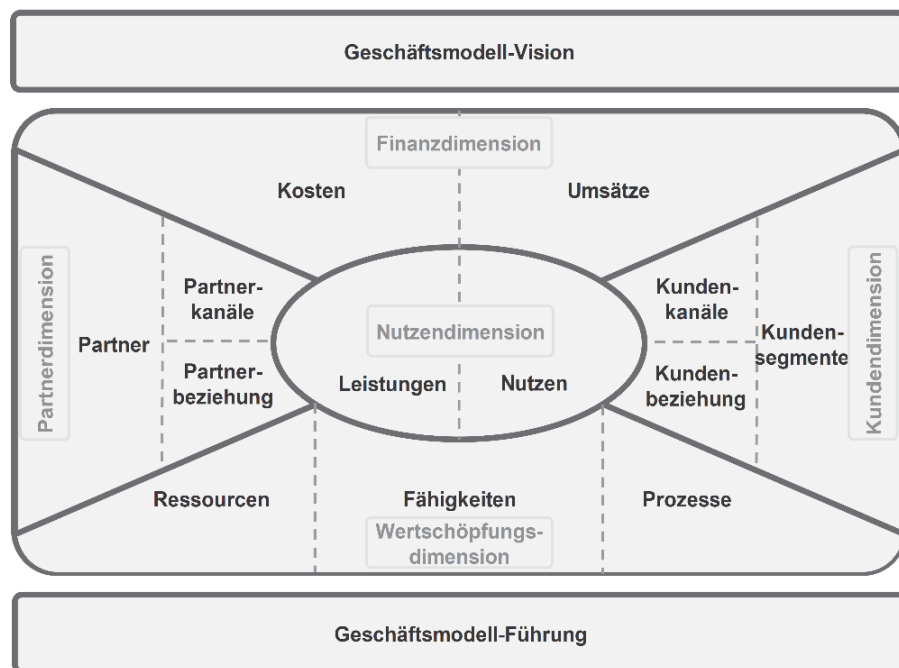 Geschäftsmodell-Vision
Finanzdimension
Kosten
Umsätze
Partnerdimension
Partner
Partner-
kanäle
Partner-
beziehung
Nutzendimension
Leistungen
Nutzen
Kunden-
kanäle
Kunden-
beziehung
Kunden-
segmente
Kundendimension
Ressourcen
Fähigkeiten
Prozesse
Wertschöpfungs-
dimension
Geschäftsmodell-Führung